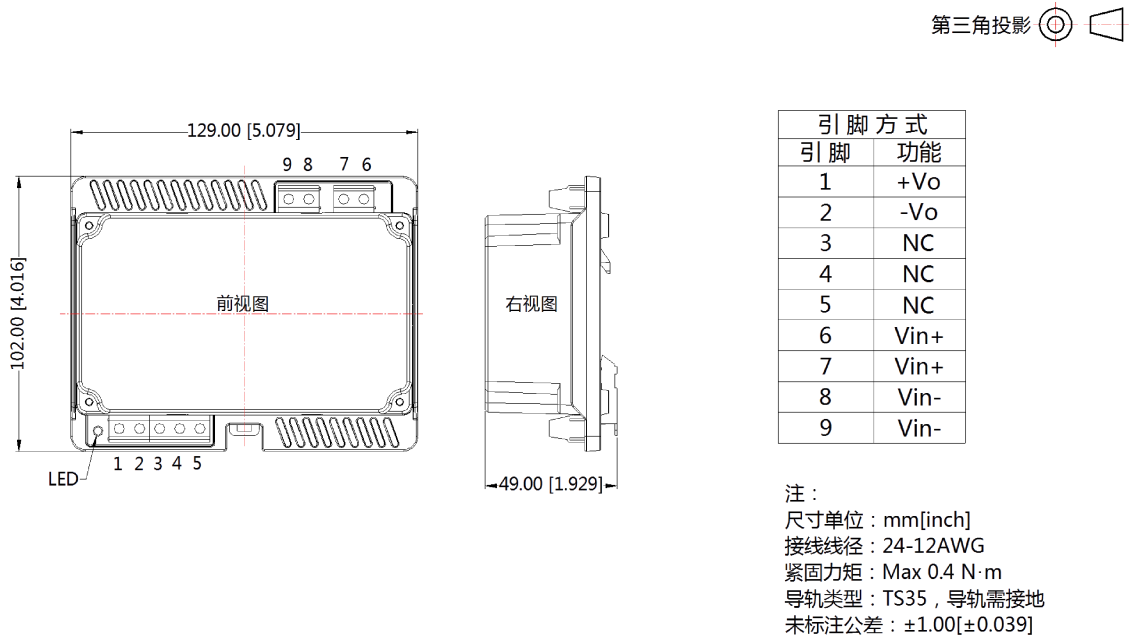 第三角投影
129.00 [5.079]
9 8 7 6
102.00 [4.016]
前视图
右视图
LED
1 2 3 4 5
49.00 [1.929]
引脚方式
引脚 功能
1 +Vo
2 -Vo
3 NC
4 NC
5 NC
6 Vin+
7 Vin+
8 Vin-
9 Vin-
注：
尺寸单位：mm[inch]
接线线径：24-12AWG
紧固力矩：Max 0.4 N·m
导轨类型：TS35，导轨需接地
未标注公差：±1.00[±0.039]